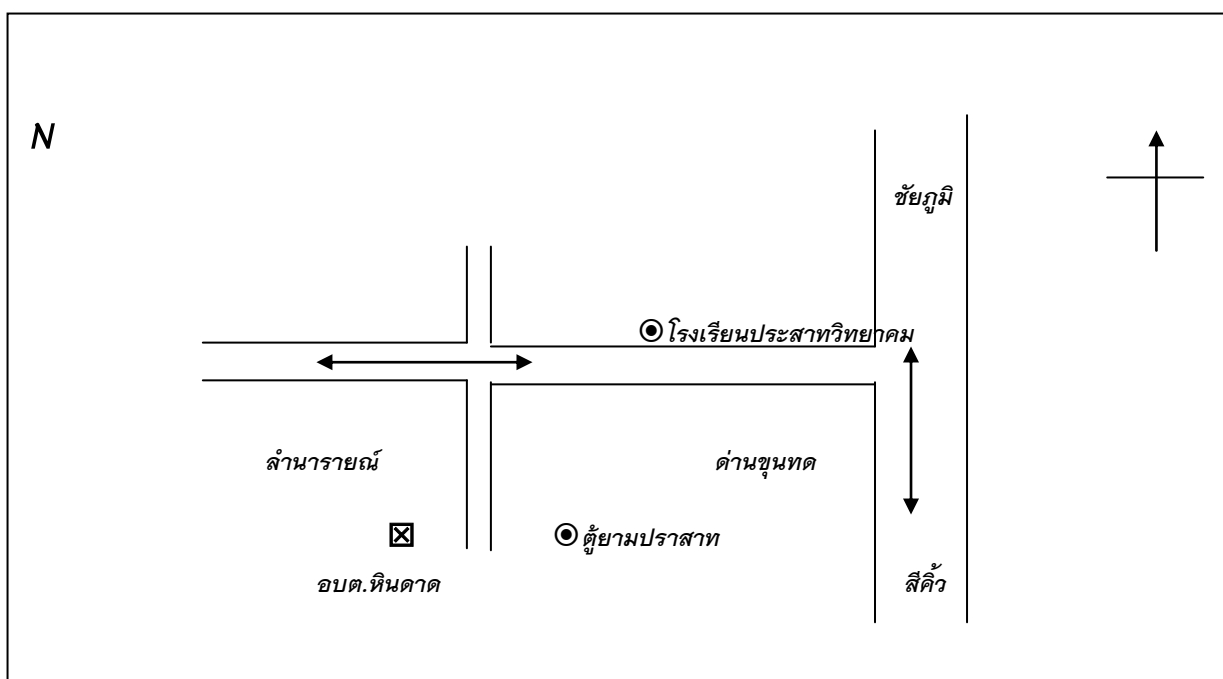 N
ชัยภูมิ
โรงเรียนประสาทวิทยาคม
ลำนารายณ์
ด่านขุนทด
ตู้ยามปราสาท
อบต.หินดาด
สีคิ้ว